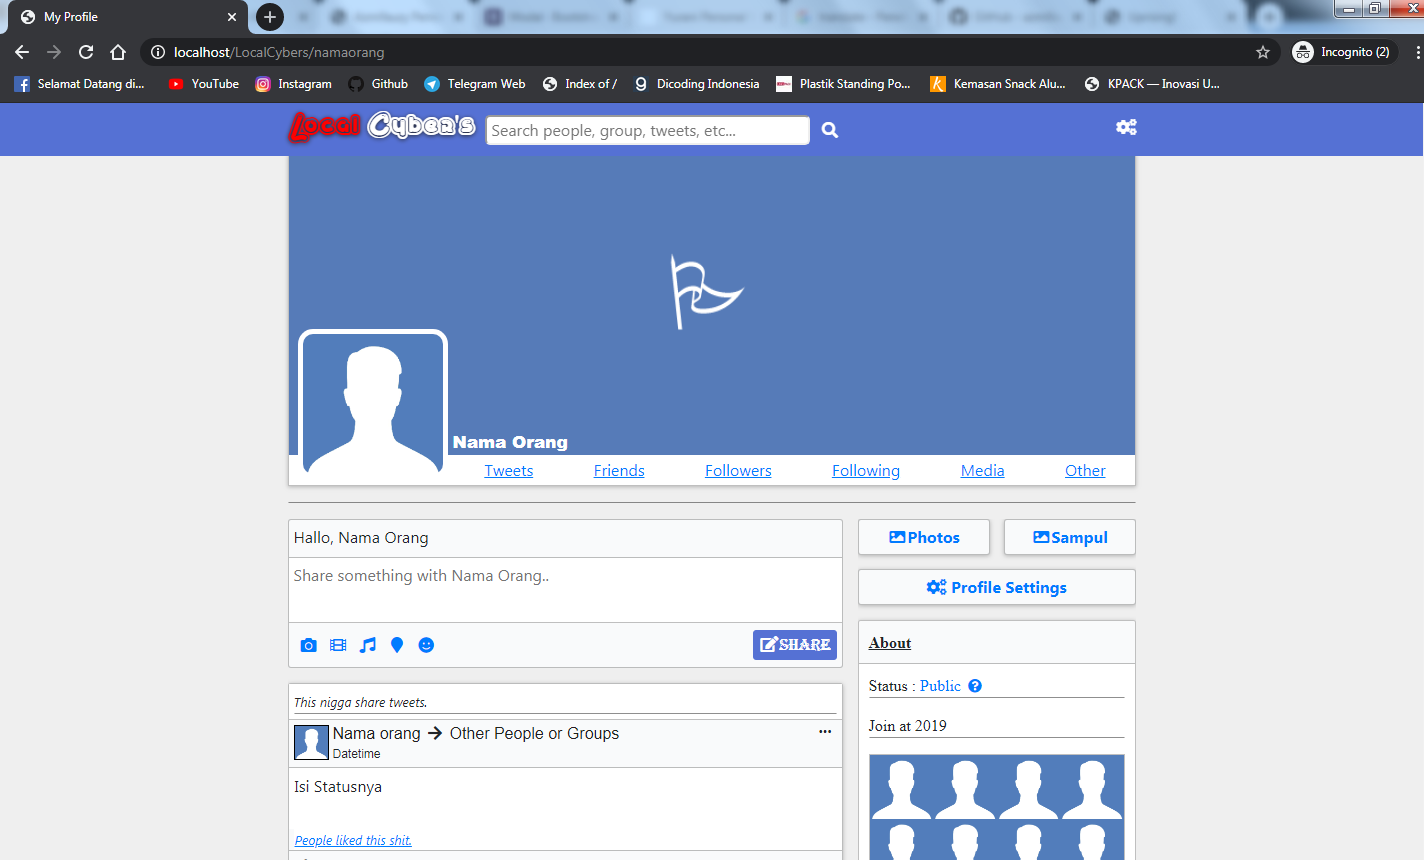 My Profile
localhost/LocalCybers/namaorang
Incognito (2)
Selamat Datang di...
YouTube
Instagram
Github
Telegram Web
Index of /
Dicoding Indonesia
Plastik Standing Po...
Kemasan Snack Alu...
KPACK — Inovasi U...
Local Cyber's
Search people, group, tweets, etc...
Nama Orang
Tweets
Friends
Followers
Following
Media
Other
Hallo, Nama Orang
Share something with Nama Orang..
SHARE
Photos
Sampul
Profile Settings
About
Status : Public
Join at 2019
This nigga share tweets.
Nama orang → Other People or Groups
Datetime
Isi Statusnya
People liked this shit.